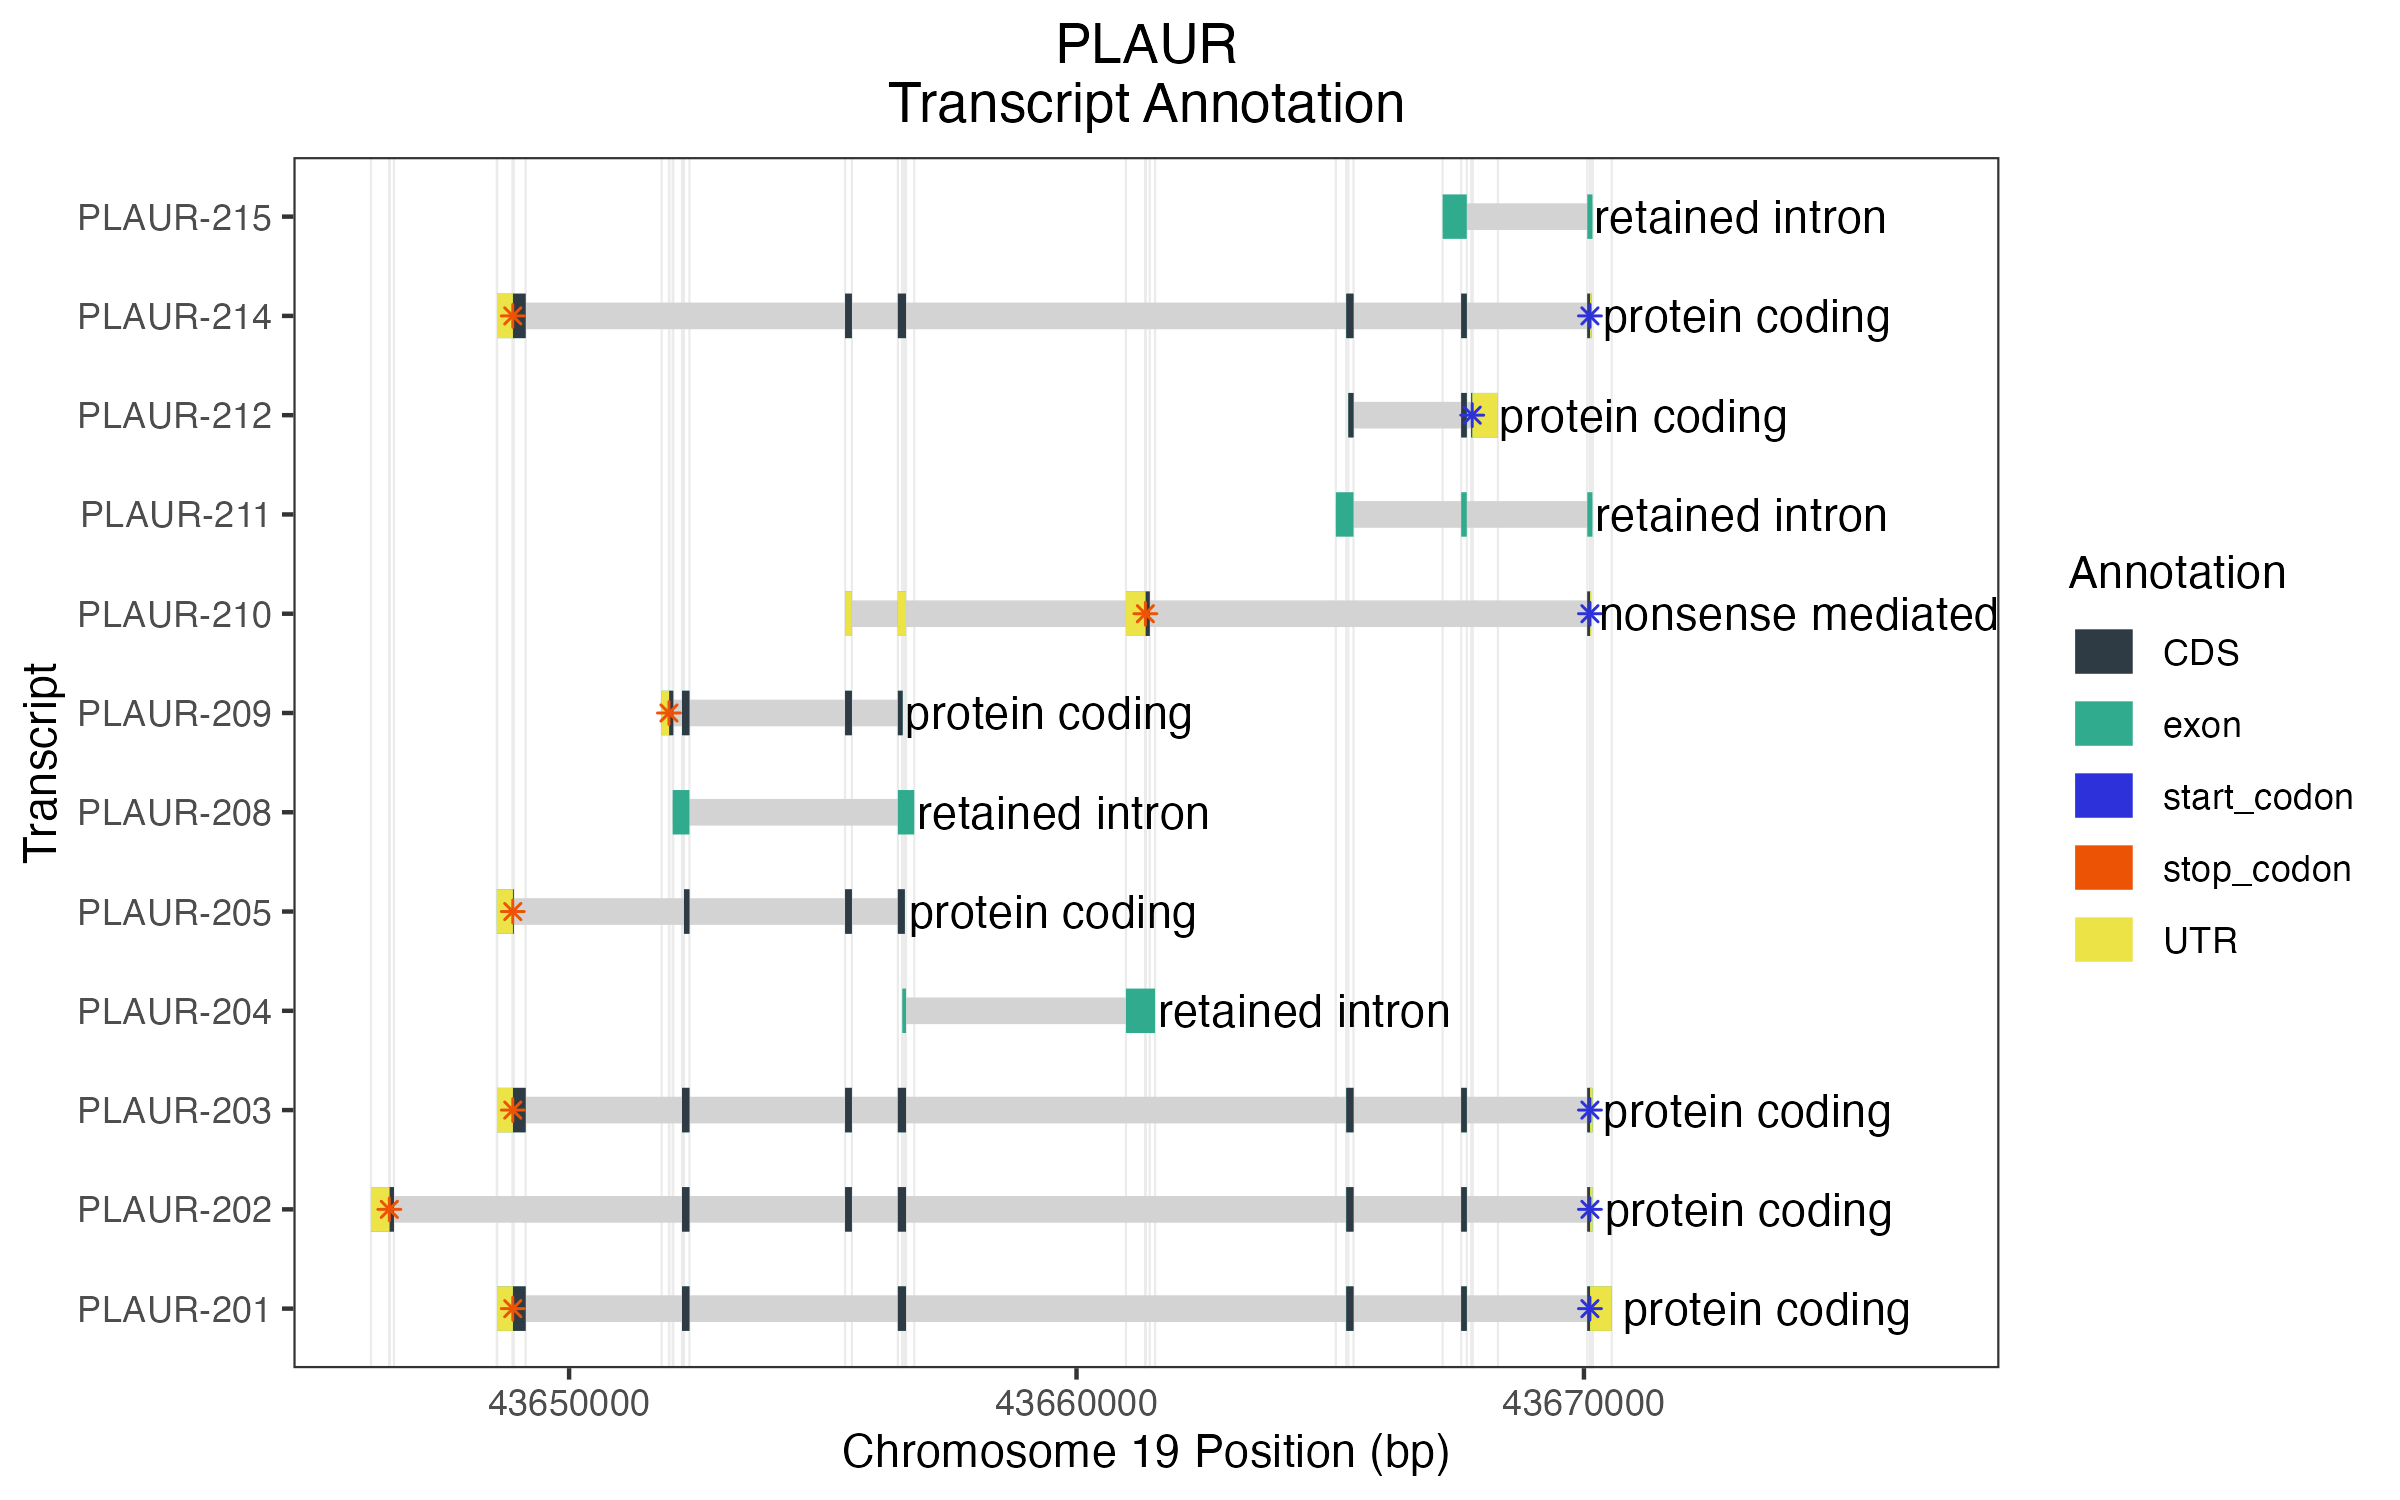 PLAUR
Transcript Annotation
PLAUR-215
retained intron
PLAUR-214
protein coding
PLAUR-212
protein coding
PLAUR-211
retained intron
PLAUR-210
nonsense mediated
PLAUR-209
protein coding
PLAUR-208
retained intron
PLAUR-205
protein coding
PLAUR-204
retained intron
PLAUR-203
protein coding
PLAUR-202
protein coding
PLAUR-201
protein coding
Transcript
43650000
43660000
43670000
Chromosome 19 Position (bp)
Annotation
CDS
exon
start_codon
stop_codon
UTR